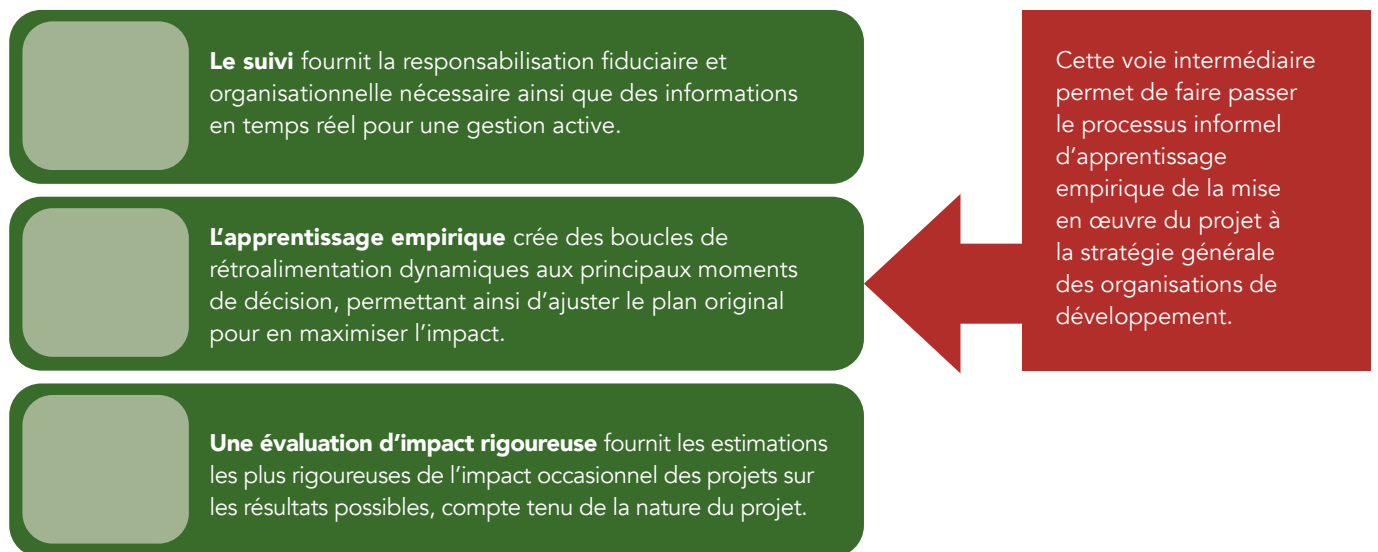 Le suivi fournit la responsabilisation fiduciaire et
organisationnelle nécessaire ainsi que des informations
en temps réel pour une gestion active.
L’apprentissage empirique crée des boucles de
rétroalimentation dynamiques aux principaux moments
de décision, permettant ainsi d’ajuster le plan original
pour en maximiser l’impact.
Une évaluation d’impact rigoureuse fournit les estimations
les plus rigoureuses de l’impact occasionnel des projets sur
les résultats possibles, compte tenu de la nature du projet.
Cette voie intermédiaire
permet de faire passer
le processus informel
d’apprentissage
empirique de la mise
en œuvre du projet à
la stratégie générale
des organisations de
développement.